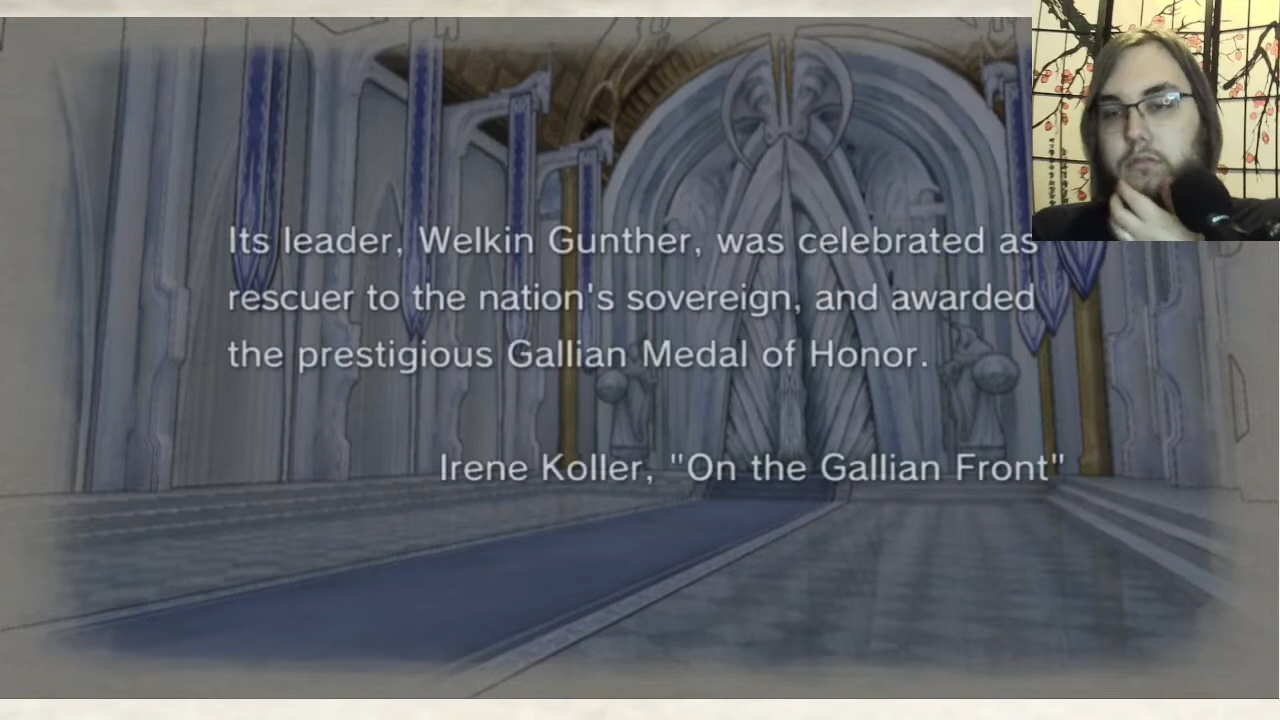 Its leader, Welkin Gunther, was celebrated as
rescuer to the nation's sovereign, and awarded
the prestigious Gallian Medal of Honor.
Irene Koller, "On the Gallian Front"